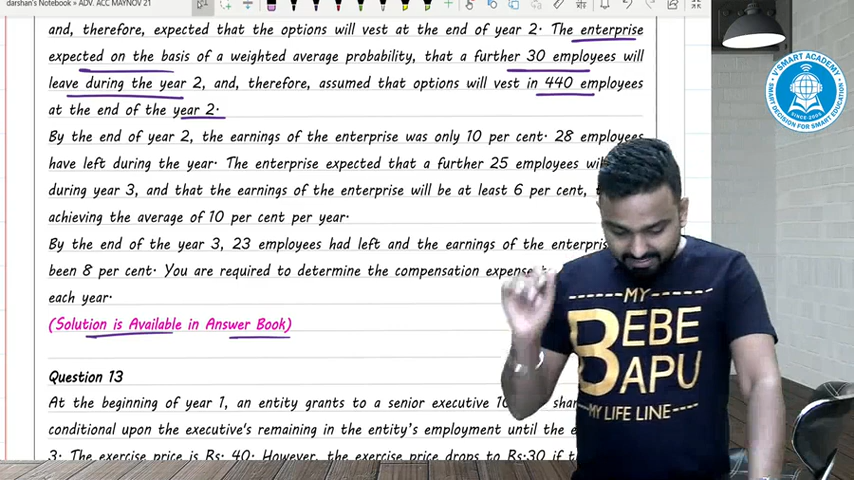 darshan's Notebook » ADV. ACC MAYNOV 21
and, therefore, expected that the options will vest at the end of year 2. The enterprise
expected on the basis of a weighted average probability, that a further 30 employees will
leave during the year 2, and, therefore, assumed that options will vest in 440 employees
at the end of the year 2.
By the end of year 2, the earnings of the enterprise was only 10 per cent. 28 employees
have left during the year. The enterprise expected that a further 25 employees
during year 3, and that the earnings of the enterprise will be at least 6 per cent,
achieving the average of 10 per cent per year.
By the end of the year 3, 23 employees had left and the earnings of the
been 8 per cent. You are required to determine the compensation expense
each year.
(Solution is Available in Answer Book)
Question 13
At the beginning of year 1, an entity grants to a senior executive
conditional upon the executive's remaining in the entity's employment until the
3. The exercise price is Rs. 40. However, the exercise price drops to Rs.30 if
V'SMART ACADEMY
SINCE-2005
SMART DECISION FOR SMART EDUCATION
MY
BEBE
BAPU
---MY LIFE LINE---